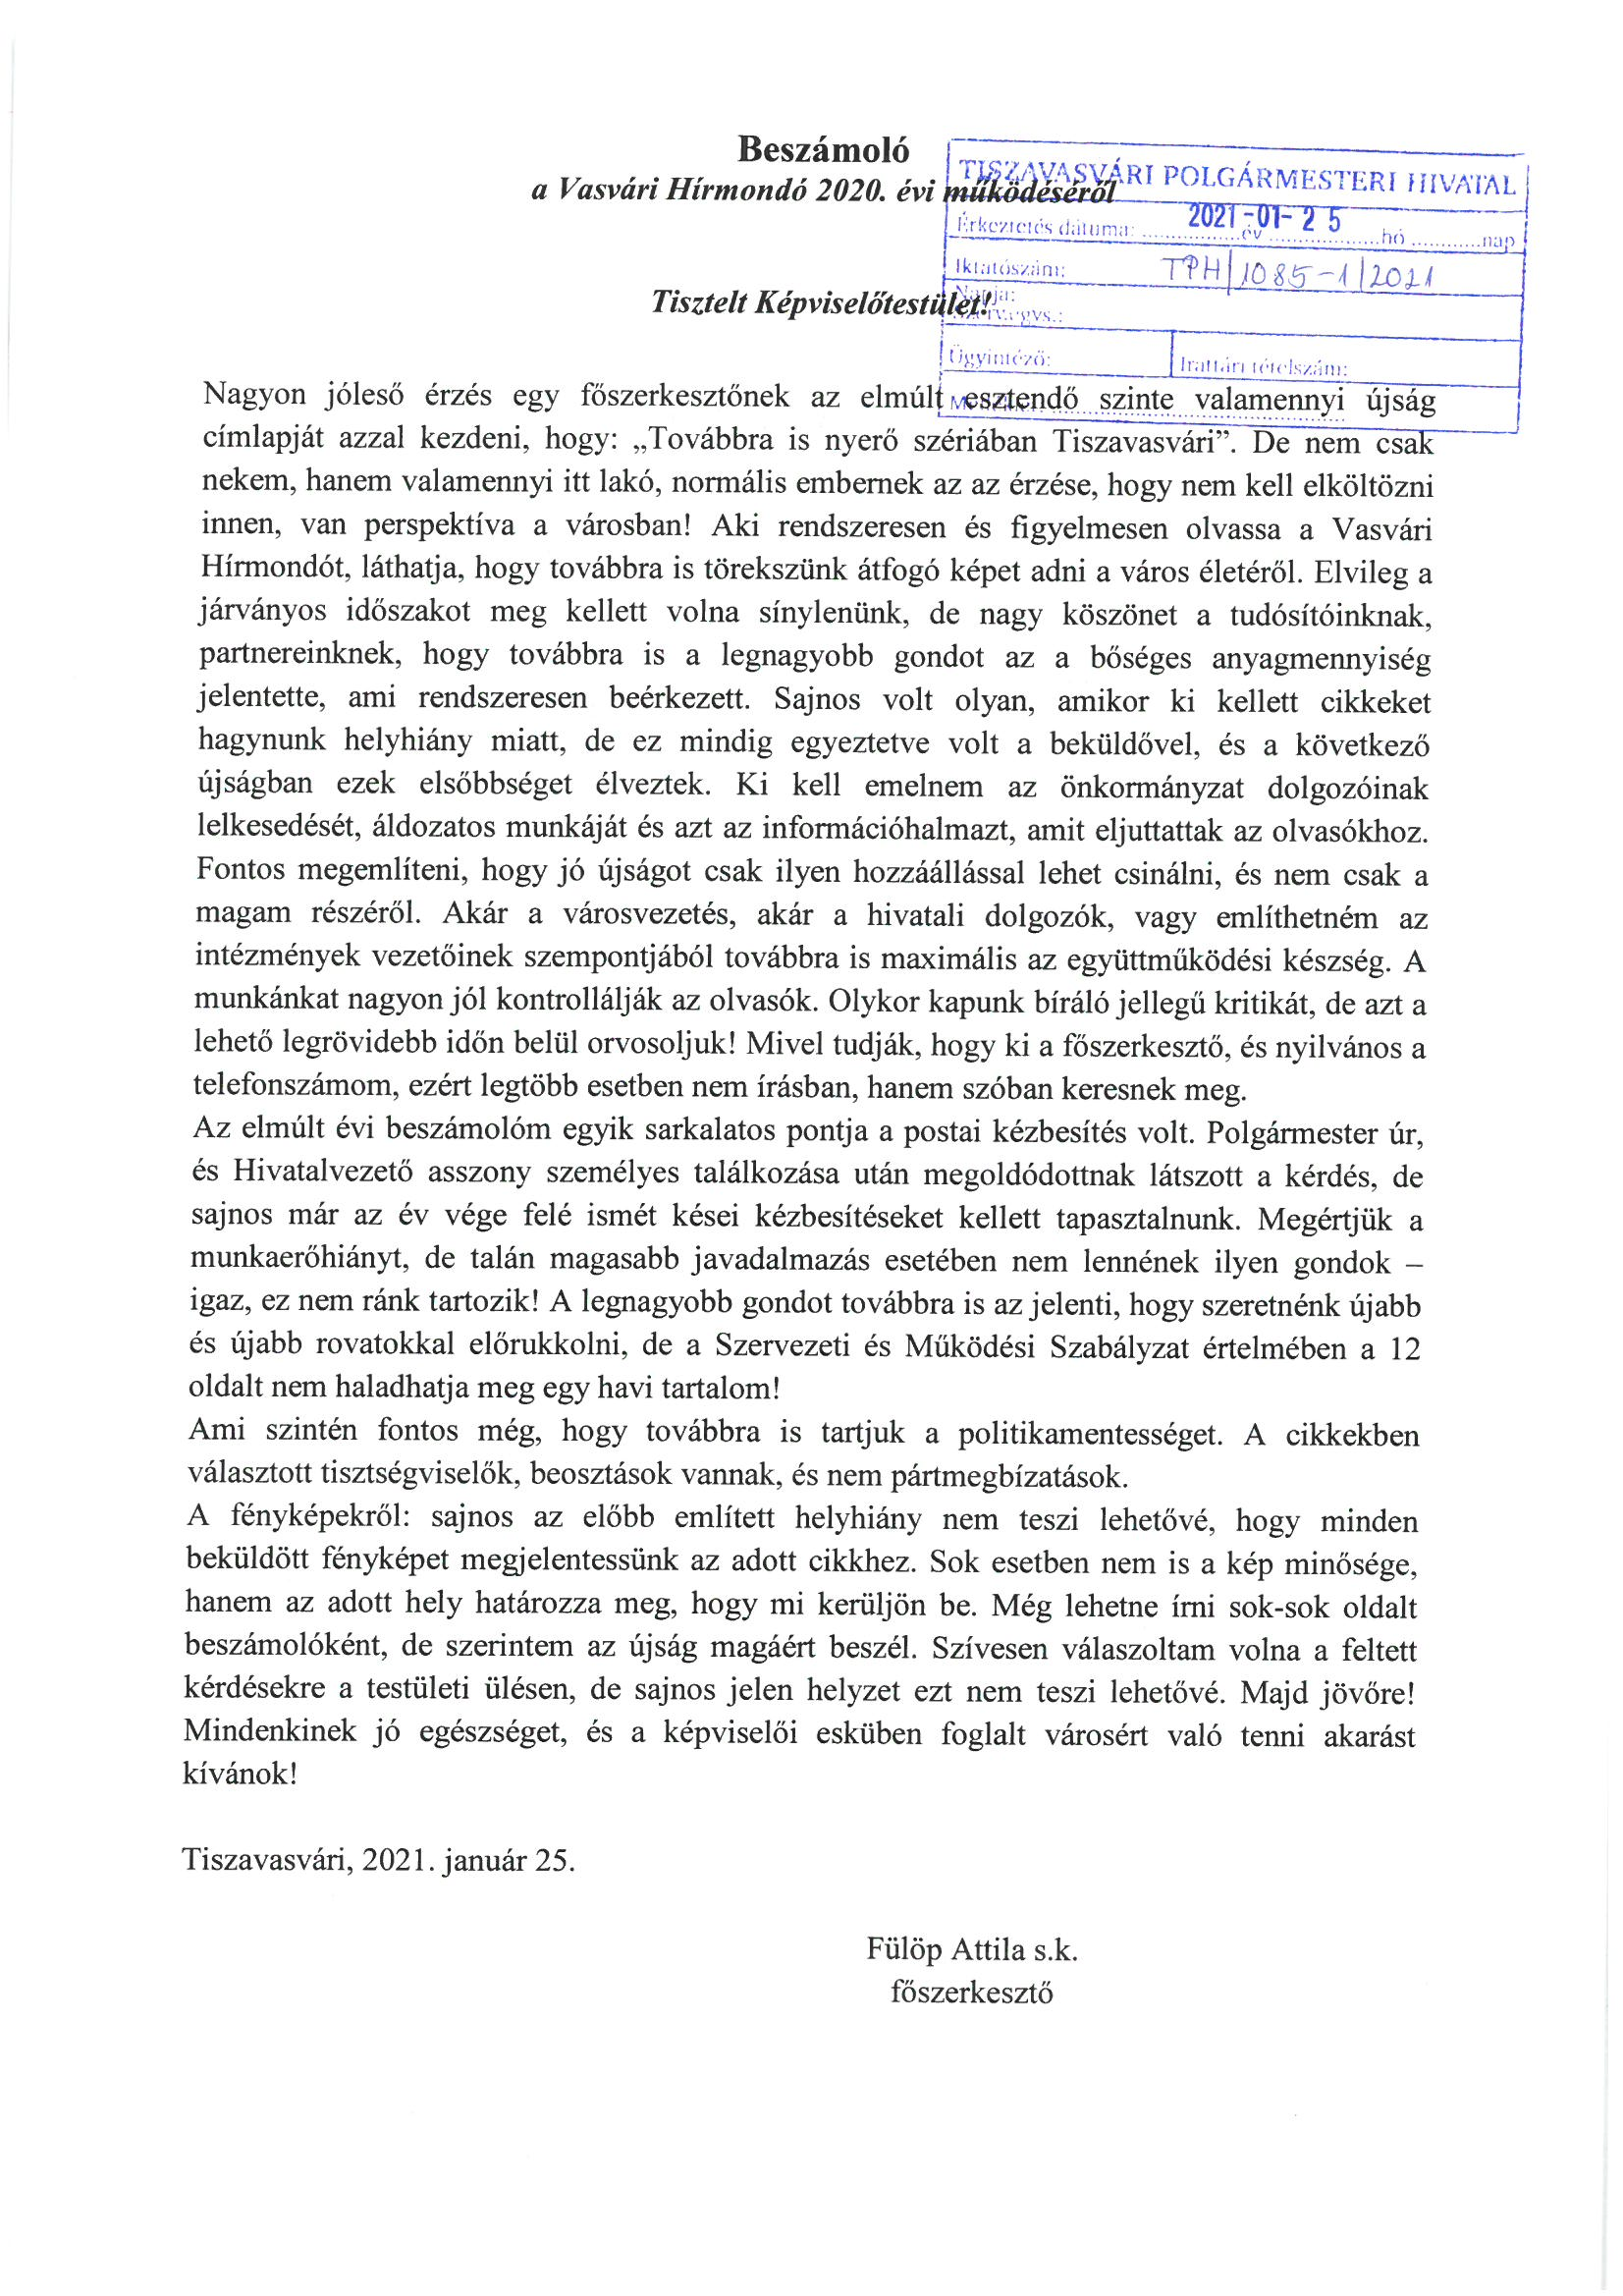 Beszámoló
a Vasvári Hírmondó 2020. évi működéséről
TISZAVASVÁRI POLGÁRMESTERI HIVATAL
Érkeztetés dátuma: 2021-01-25 év hó nap
Iktatószám: TPH/1085-1/2021
Tisztelt Képviselőtestület!
Ügyintéző: Irattári tételszám:
Nagyon jóleső érzés egy főszerkesztőnek az elmúlt esztendő szinte valamennyi újság
címlapját azzal kezdeni, hogy: „Továbbra is nyerő szériában Tiszavasvári”. De nem csak
nekem, hanem valamennyi itt lakó, normális embernek az az érzése, hogy nem kell elköltözni
innen, van perspektíva a városban! Aki rendszeresen és figyelmesen olvassa a Vasvári
Hírmondót, láthatja, hogy továbbra is törekszünk átfogó képet adni a város életéről. Elvileg a
járványos időszakot meg kellett volna sínylenünk, de nagy köszönet a tudósítóinknak,
partnereinknek, hogy továbbra is a legnagyobb gondot az a bőséges anyagmennyiség
jelentette, ami rendszeresen beérkezett. Sajnos volt olyan, amikor ki kellett cikkeket
hagynunk helyhiány miatt, de ez mindig egyeztetve volt a beküldővel, és a következő
újságban ezek elsőbbséget élveztek. Ki kell emelnem az önkormányzat dolgozóinak
lelkesedését, áldozatos munkáját és azt az információhalmazt, amit eljuttattak az olvasókhoz.
Fontos megemlíteni, hogy jó újságot csak ilyen hozzáállással lehet csinálni, és nem csak a
magam részéről. Akár a városvezetés, akár a hivatali dolgozók, vagy említhetném az
intézmények vezetőinek szempontjából továbbra is maximális az együttműködési készség. A
munkánkat nagyon jól kontrollálják az olvasók. Olykor kapunk bíráló jellegű kritikát, de azt a
lehető legrövidebb időn belül orvosoljuk! Mivel tudják, hogy ki a főszerkesztő, és nyilvános a
telefonszámom, ezért legtöbb esetben nem írásban, hanem szóban keresnek meg.
Az elmúlt évi beszámolóm egyik sarkalatos pontja a postai kézbesítés volt. Polgármester úr,
és Hivatalvezető asszony személyes találkozása után megoldódottnak látszott a kérdés, de
sajnos már az év vége felé ismét kései kézbesítéseket kellett tapasztalnunk. Megértjük a
munkaerőhiányt, de talán magasabb javadalmazás esetében nem lennének ilyen gondok –
igaz, ez nem ránk tartozik! A legnagyobb gondot továbbra is az jelenti, hogy szeretnénk újabb
és újabb rovatokkal előrukkolni, de a Szervezeti és Működési Szabályzat értelmében a 12
oldalt nem haladhatja meg egy havi tartalom!
Ami szintén fontos még, hogy továbbra is tartjuk a politikamentességet. A cikkekben
választott tisztségviselők, beosztások vannak, és nem pártmegbízatások.
A fényképekről: sajnos az előbb említett helyhiány nem teszi lehetővé, hogy minden
beküldött fényképet megjelentessünk az adott cikkhez. Sok esetben nem is a kép minősége,
hanem az adott hely határozza meg, hogy mi kerüljön be. Még lehetne írni sok-sok oldalt
beszámolóként, de szerintem az újság magáért beszél. Szívesen válaszoltam volna a feltett
kérdésekre a testületi ülésen, de sajnos jelen helyzet ezt nem teszi lehetővé. Majd jövőre!
Mindenkinek jó egészséget, és a képviselői esküben foglalt városért való tenni akarást
kívánok!
Tiszavasvári, 2021. január 25.
Fülöp Attila s.k.
főszerkesztő